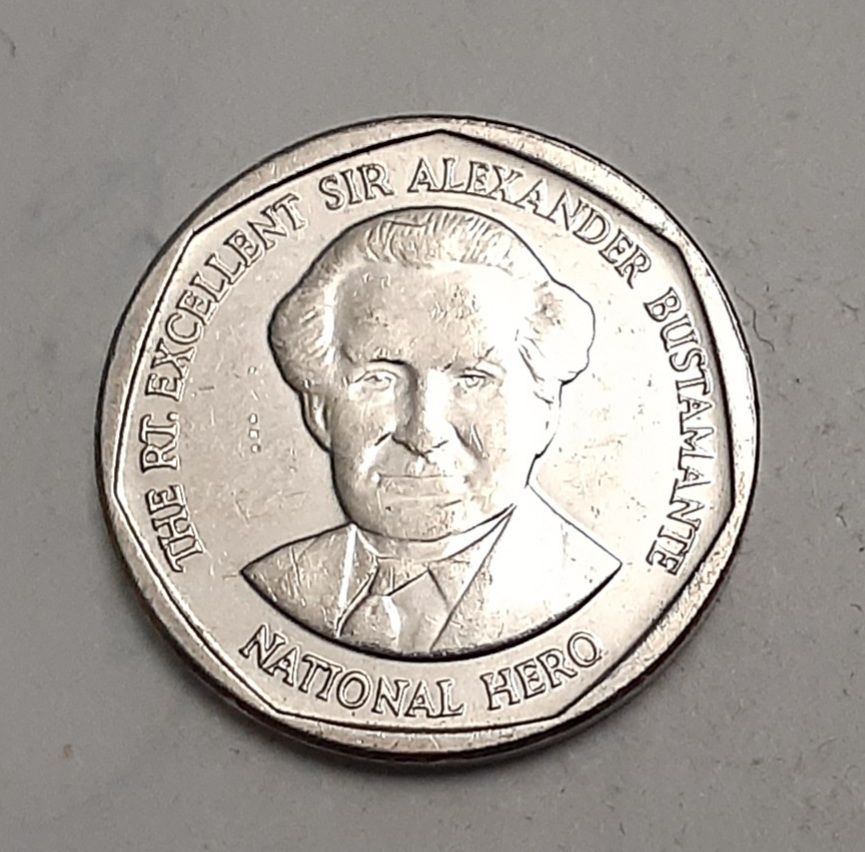 THE RT. EXCELLENT SIR ALEXANDER BUSTAMANTE
NATIONAL HERO